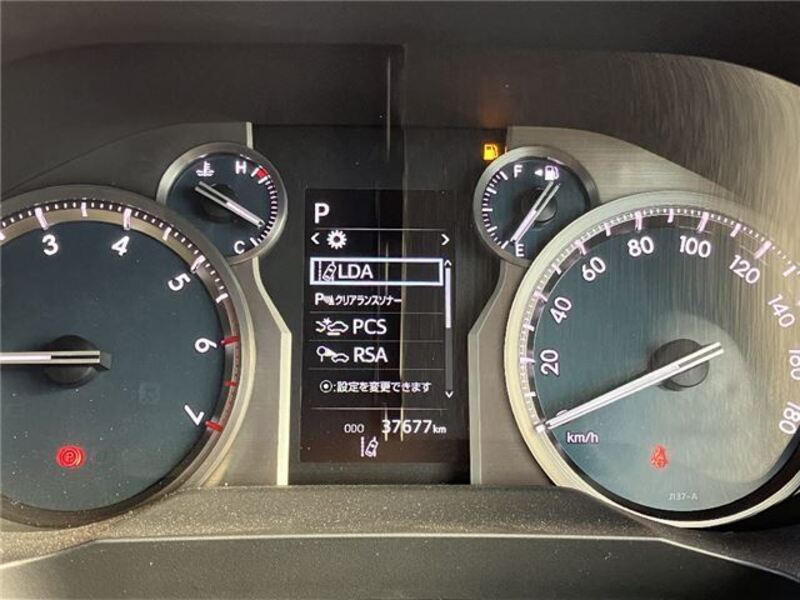 P
LDA
P クリアランスソナー
PCS
RSA
⦿:設定を変更できます
ODO 37677km
H
C
F
E
3
4
5
6
7
P
0
20
40
60
80
100
120
140
160
180
km/h
J137-A